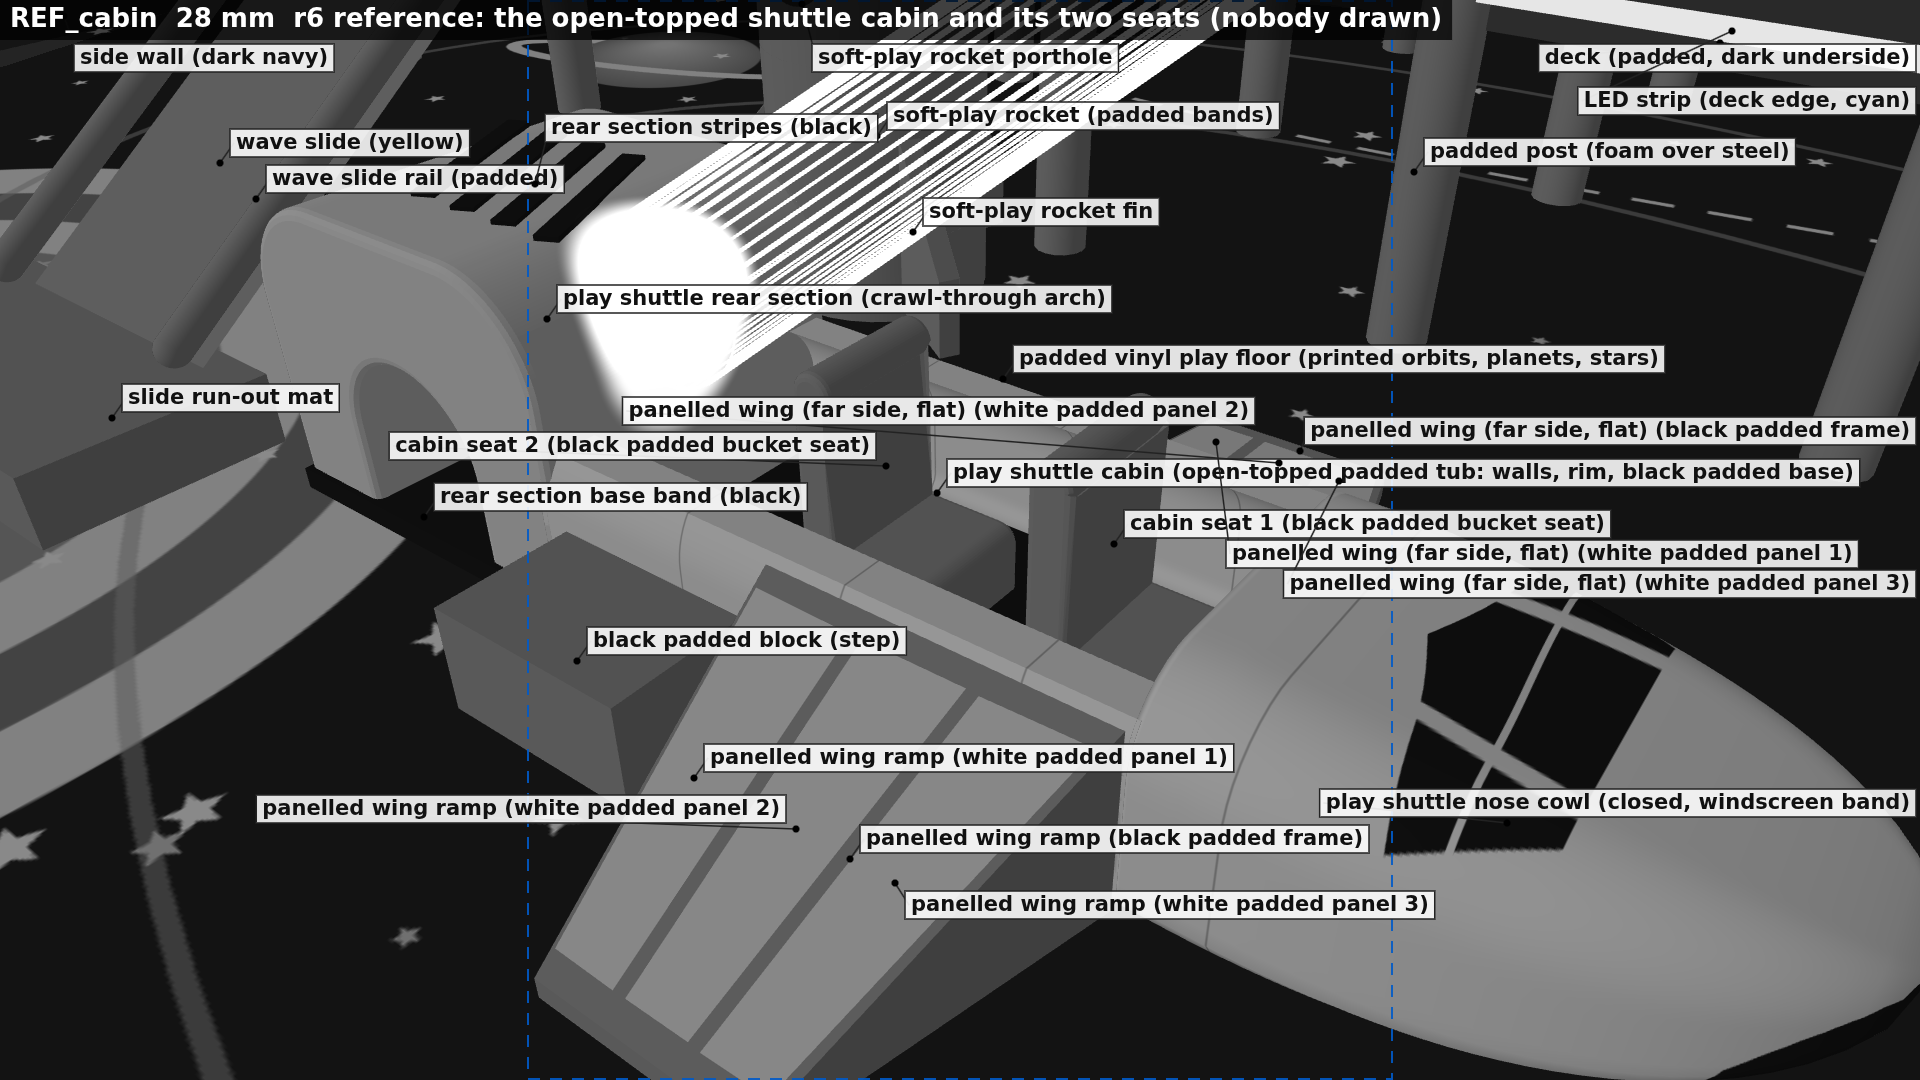 REF_cabin  28 mm  r6 reference: the open-topped shuttle cabin and its two seats (nobody drawn)
side wall (dark navy)
soft-play rocket porthole
deck (padded, dark underside)
LED strip (deck edge, cyan)
soft-play rocket (padded bands)
rear section stripes (black)
wave slide (yellow)
padded post (foam over steel)
wave slide rail (padded)
soft-play rocket fin
play shuttle rear section (crawl-through arch)
padded vinyl play floor (printed orbits, planets, stars)
slide run-out mat
panelled wing (far side, flat) (white padded panel 2)
panelled wing (far side, flat) (black padded frame)
cabin seat 2 (black padded bucket seat)
play shuttle cabin (open-topped padded tub: walls, rim, black padded base)
rear section base band (black)
cabin seat 1 (black padded bucket seat)
panelled wing (far side, flat) (white padded panel 1)
panelled wing (far side, flat) (white padded panel 3)
black padded block (step)
panelled wing ramp (white padded panel 1)
play shuttle nose cowl (closed, windscreen band)
panelled wing ramp (white padded panel 2)
panelled wing ramp (black padded frame)
panelled wing ramp (white padded panel 3)